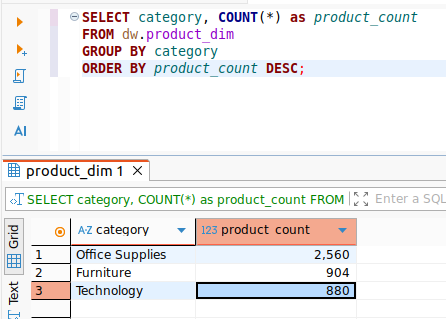 SELECT category, COUNT(*) as product_count
FROM dw.product_dim
GROUP BY category
ORDER BY product_count DESC;
AI
product_dim 1
SELECT category, COUNT(*) as product_count FROM
Enter a SQL
Grid
Text
A-Z category
123 product_count
1 Office Supplies 2,560
2 Furniture 904
3 Technology 880